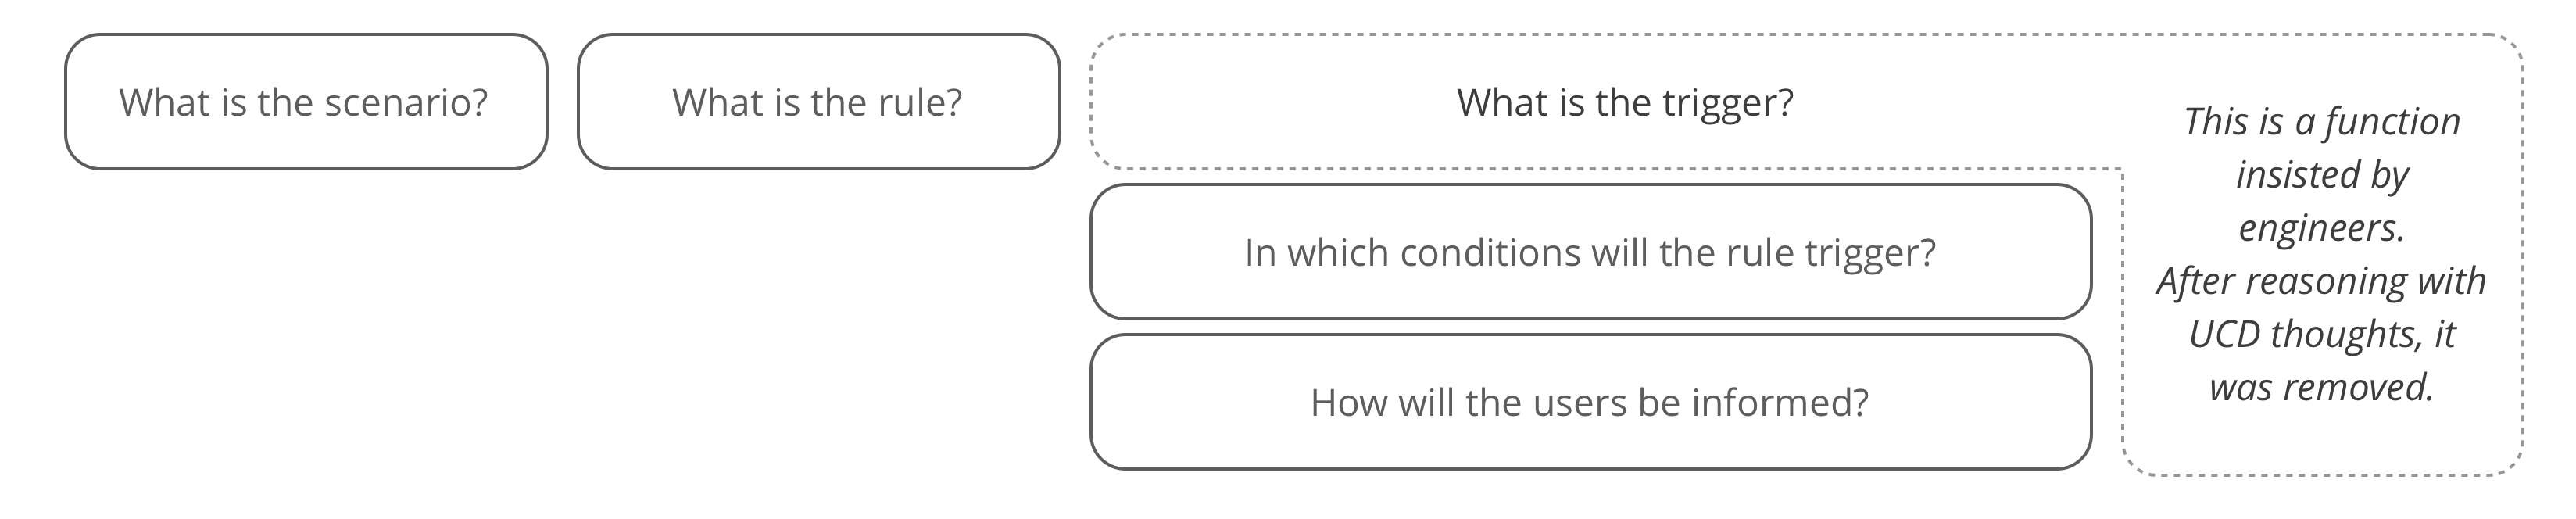 What is the scenario?
What is the rule?
What is the trigger?
In which conditions will the rule trigger?
How will the users be informed?
This is a function
insisted by
engineers.
After reasoning with
UCD thoughts, it
was removed.